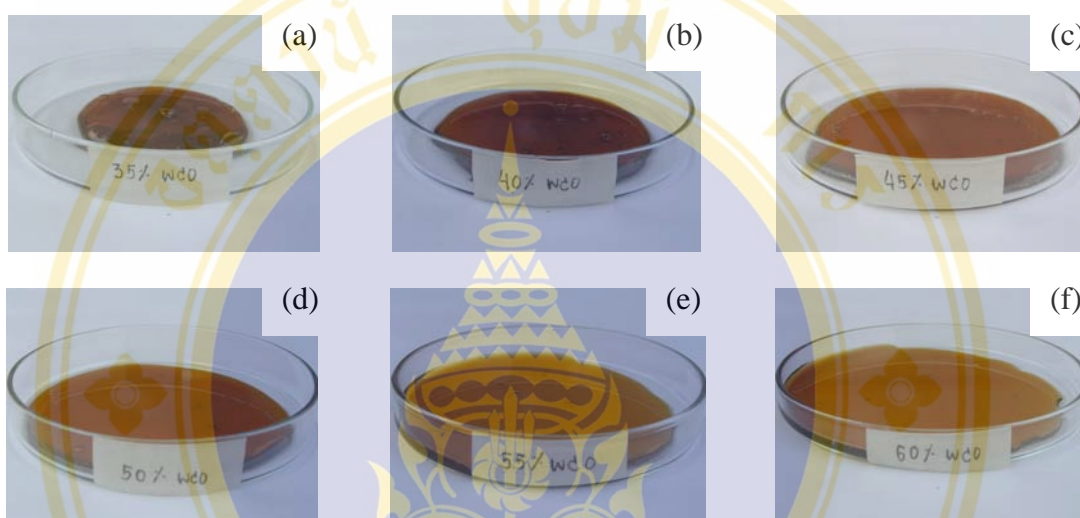 (a)
(b)
(c)
35% WCO
40% WCO
45% WCO
(d)
(e)
(f)
50% WCO
55% WCO
60% WCO